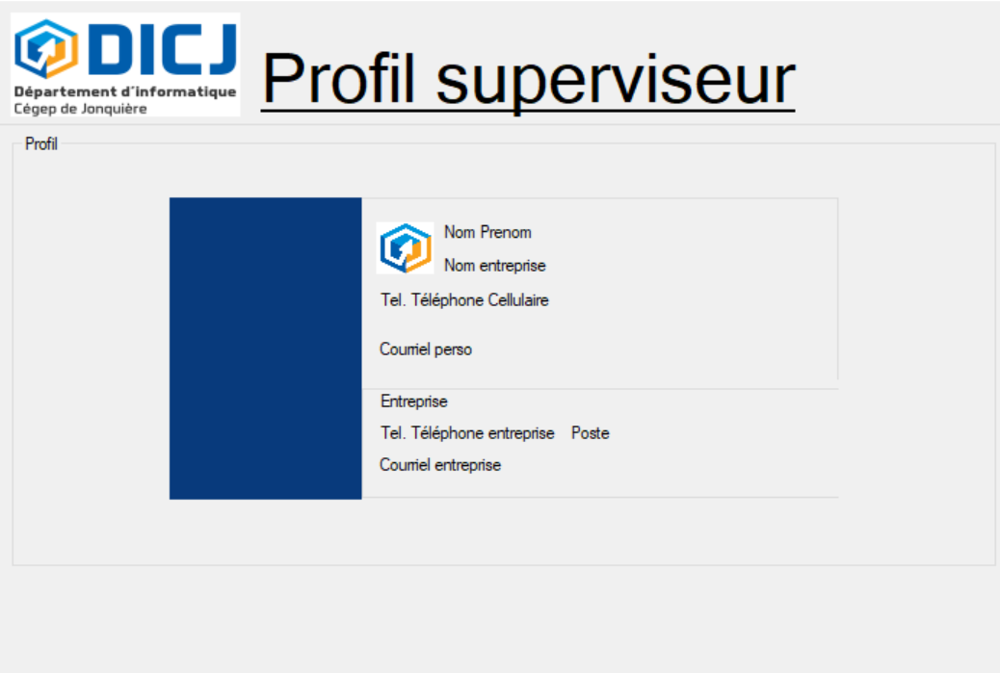 DICJ
Département d'informatique
Cégep de Jonquière
Profil superviseur
Profil
Nom Prenom
Nom entreprise
Tel. Téléphone Cellulaire
Courriel perso
Entreprise
Tel. Téléphone entreprise Poste
Courriel entreprise